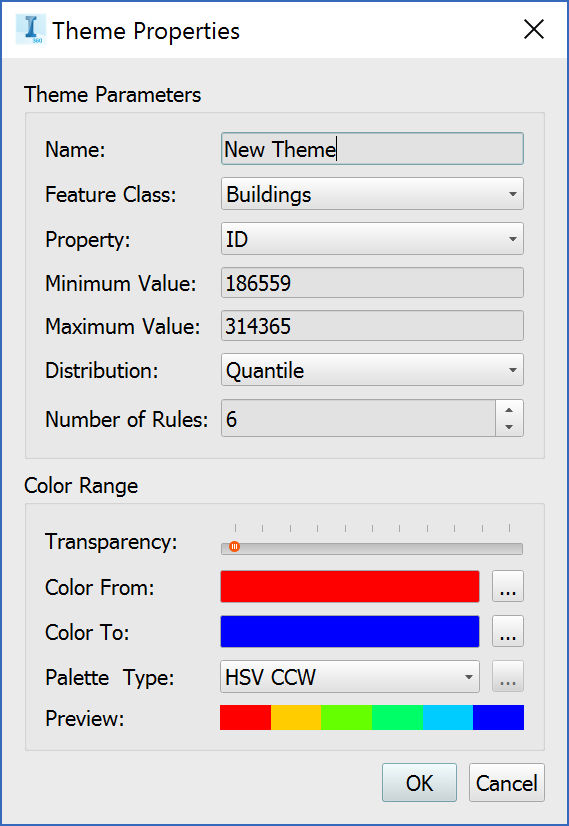 Theme Properties
Theme Parameters
Name: New Theme
Feature Class: Buildings
Property: ID
Minimum Value: 186559
Maximum Value: 314365
Distribution: Quantile
Number of Rules: 6
Color Range
Transparency:
Color From: ...
Color To: ...
Palette Type: HSV CCW ...
Preview:
OK Cancel